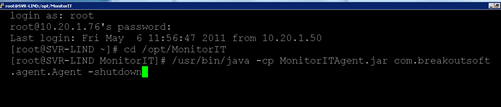 root@SVR-LIND:/opt/MonitorIT
login as: root
root@10.20.1.76's password:
Last login: Fri May  6 11:56:47 2011 from 10.20.1.50
[root@SVR-LIND ~]# cd /opt/MonitorIT
[root@SVR-LIND MonitorIT]# /usr/bin/java -cp MonitorITAgent.jar com.breakoutsoft
.agent.Agent -shutdown